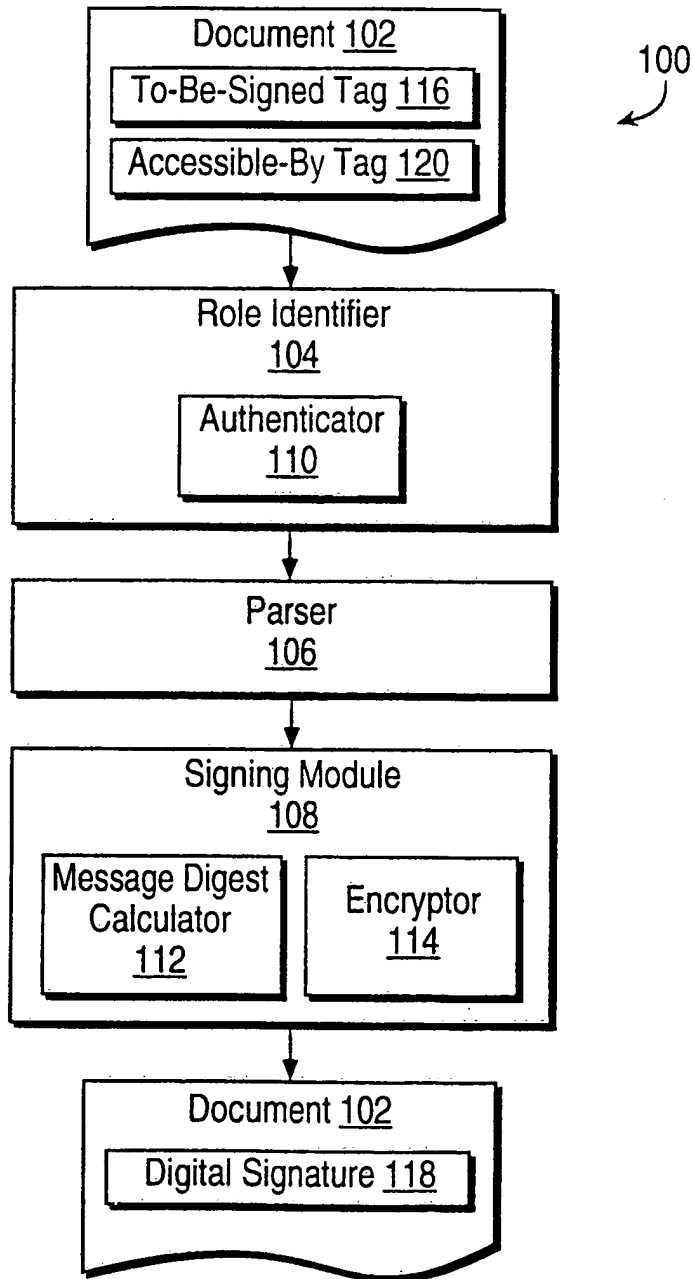 Document 102
100
To-Be-Signed Tag 116
Accessible-By Tag 120
Role Identifier
104
Authenticator
110
Parser
106
Signing Module
108
Message Digest
Calculator
112
Encryptor
114
Document 102
Digital Signature 118